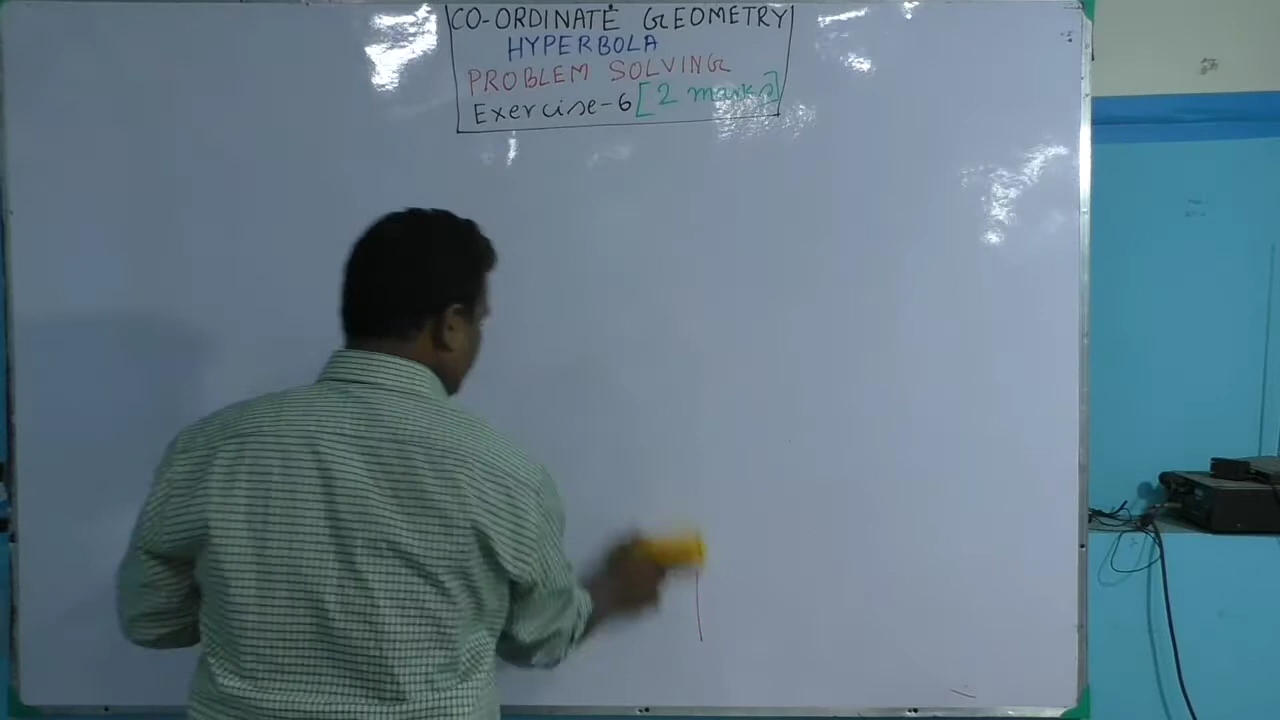 CO-ORDINATE GEOMETRY
HYPERBOLA
PROBLEM SOLVING
Exercise-6 [2 marks]